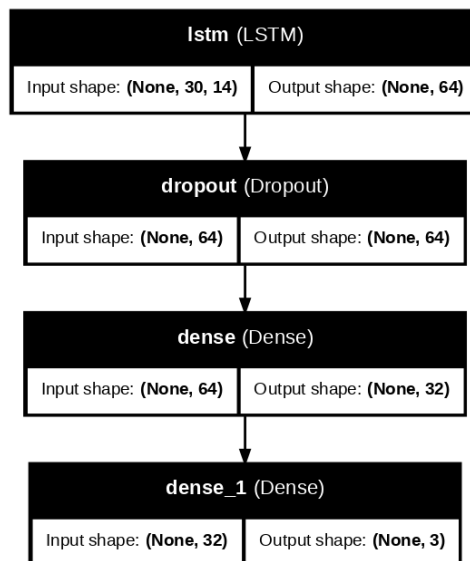 lstm (LSTM)
Input shape: (None, 30, 14) Output shape: (None, 64)
dropout (Dropout)
Input shape: (None, 64) Output shape: (None, 64)
dense (Dense)
Input shape: (None, 64) Output shape: (None, 32)
dense_1 (Dense)
Input shape: (None, 32) Output shape: (None, 3)